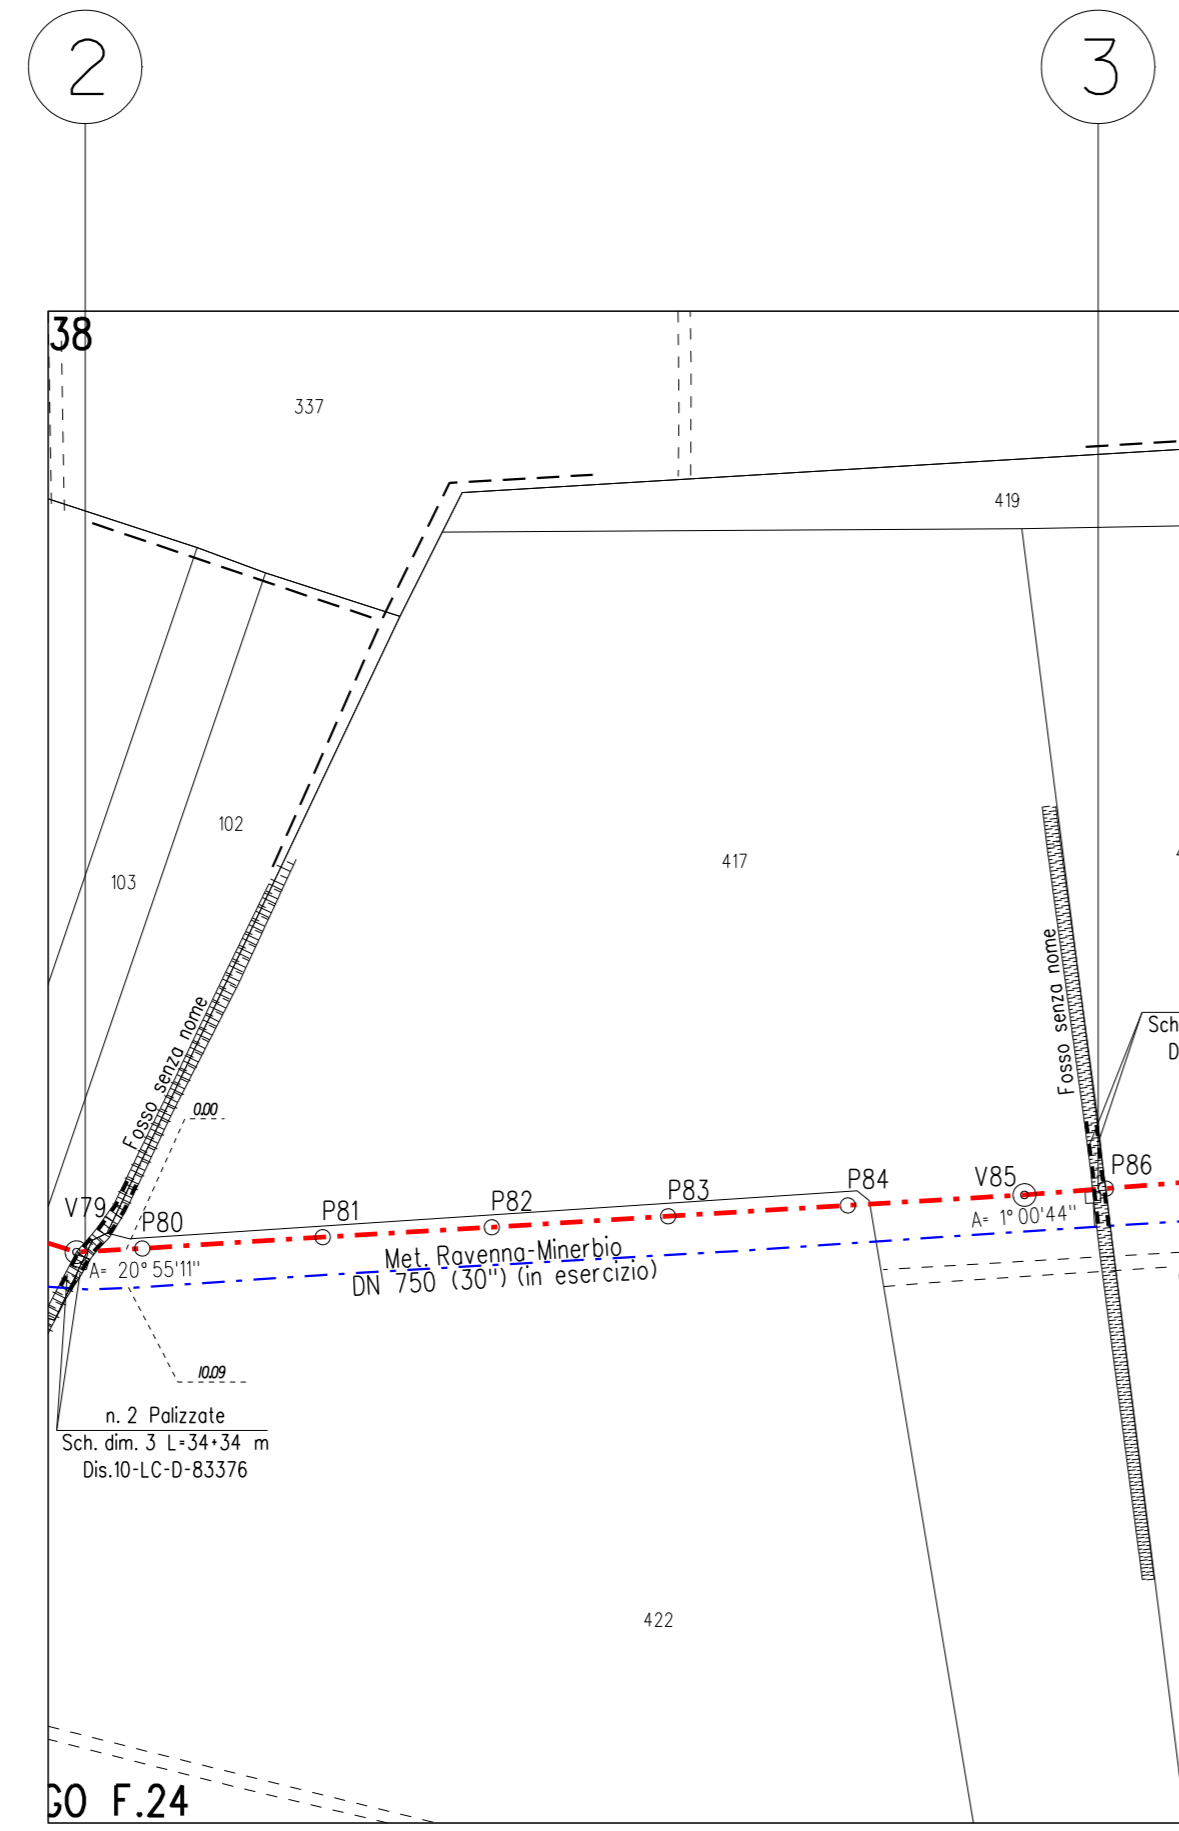 2
3
38
337
419
102
417
103
Fosso senza nome
Fosso senza nome
Sch
D
0.00
V79
P80
P81
P82
P83
P84
V85
P86
A= 20°55'11"
A= 1°00'44"
Met. Ravenna-Minerbio
DN 750 (30") (in esercizio)
10.09
n. 2 Palizzate
Sch. dim. 3 L=34+34 m
Dis.10-LC-D-83376
422
GO F.24